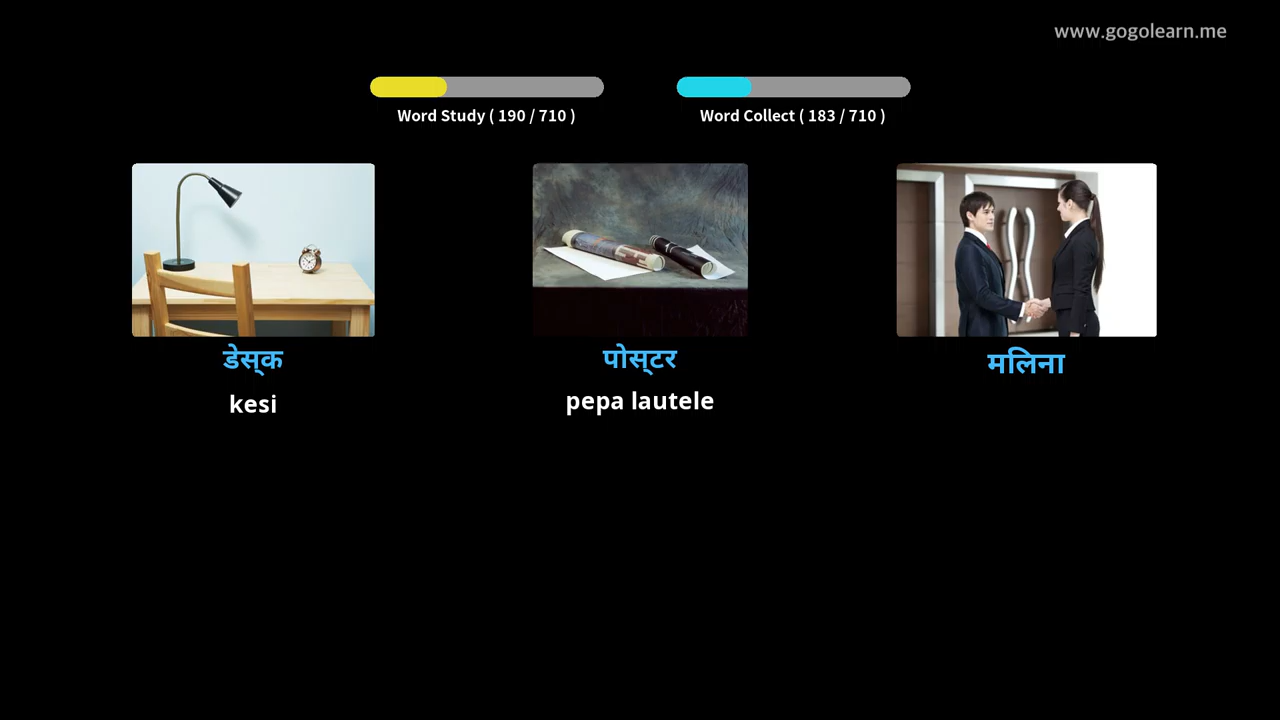 www.gogolearn.me
Word Study ( 190 / 710 )
Word Collect ( 183 / 710 )
डेस्क
पोस्टर
मलिना
kesi
pepa lautele